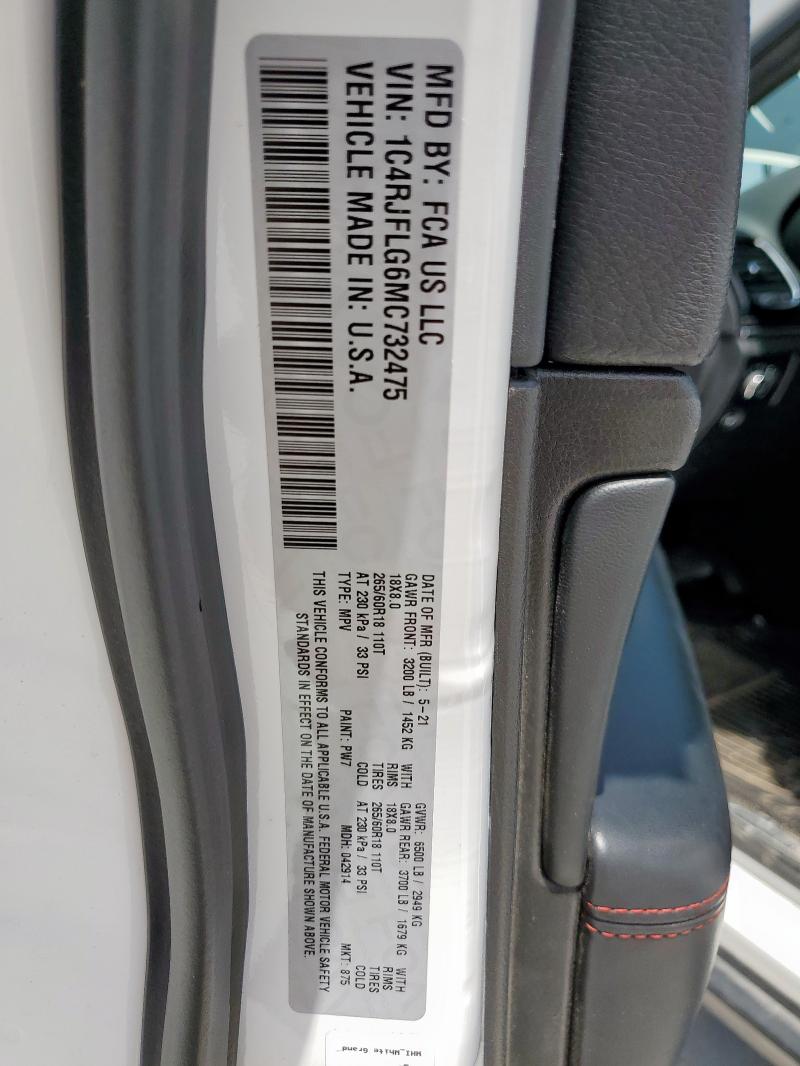 MFD BY: FCA US LLC
VIN: 1C4RJFLG6MC732475
VEHICLE MADE IN: U.S.A.
DATE OF MFR (BUILT): 5-21 GVWR: 6500 LB / 2949 KG
GAWR FRONT: 3200 LB / 1452 KG WITH GAWR REAR: 3700 LB / 1679 KG WITH
18X8.0 RIMS 18X8.0 RIMS
265/60R18 110T TIRES 265/60R18 110T TIRES
AT 230 kPa / 33 PSI COLD AT 230 kPa / 33 PSI COLD
TYPE: MPV PAINT: PW7 MDH: 042914 MKT: 875
THIS VEHICLE CONFORMS TO ALL APPLICABLE U.S.A. FEDERAL MOTOR VEHICLE SAFETY
STANDARDS IN EFFECT ON THE DATE OF MANUFACTURE SHOWN ABOVE.
WHI_White Grand